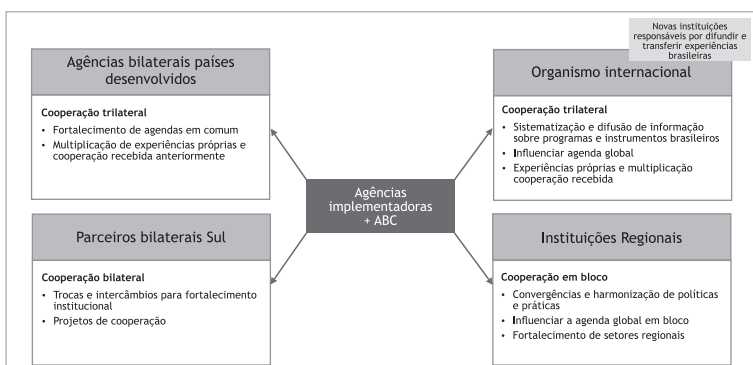 Novas instituições
responsáveis por difundir e
transferir experiências
brasileiras
Agências bilaterais países
desenvolvidos
Cooperação trilateral
• Fortalecimento de agendas em comum
• Multiplicação de experiências próprias e
cooperação recebida anteriormente
Organismo internacional
Cooperação trilateral
• Sistematização e difusão de informação
sobre programas e instrumentos brasileiros
• Influenciar agenda global
• Experiências próprias e multiplicação
cooperação recebida
Agências
implementadoras
+ ABC
Parceiros bilaterais Sul
Cooperação bilateral
• Trocas e intercâmbios para fortalecimento
institucional
• Projetos de cooperação
Instituições Regionais
Cooperação em bloco
• Convergências e harmonização de políticas
e práticas
• Influenciar a agenda global em bloco
• Fortalecimento de setores regionais